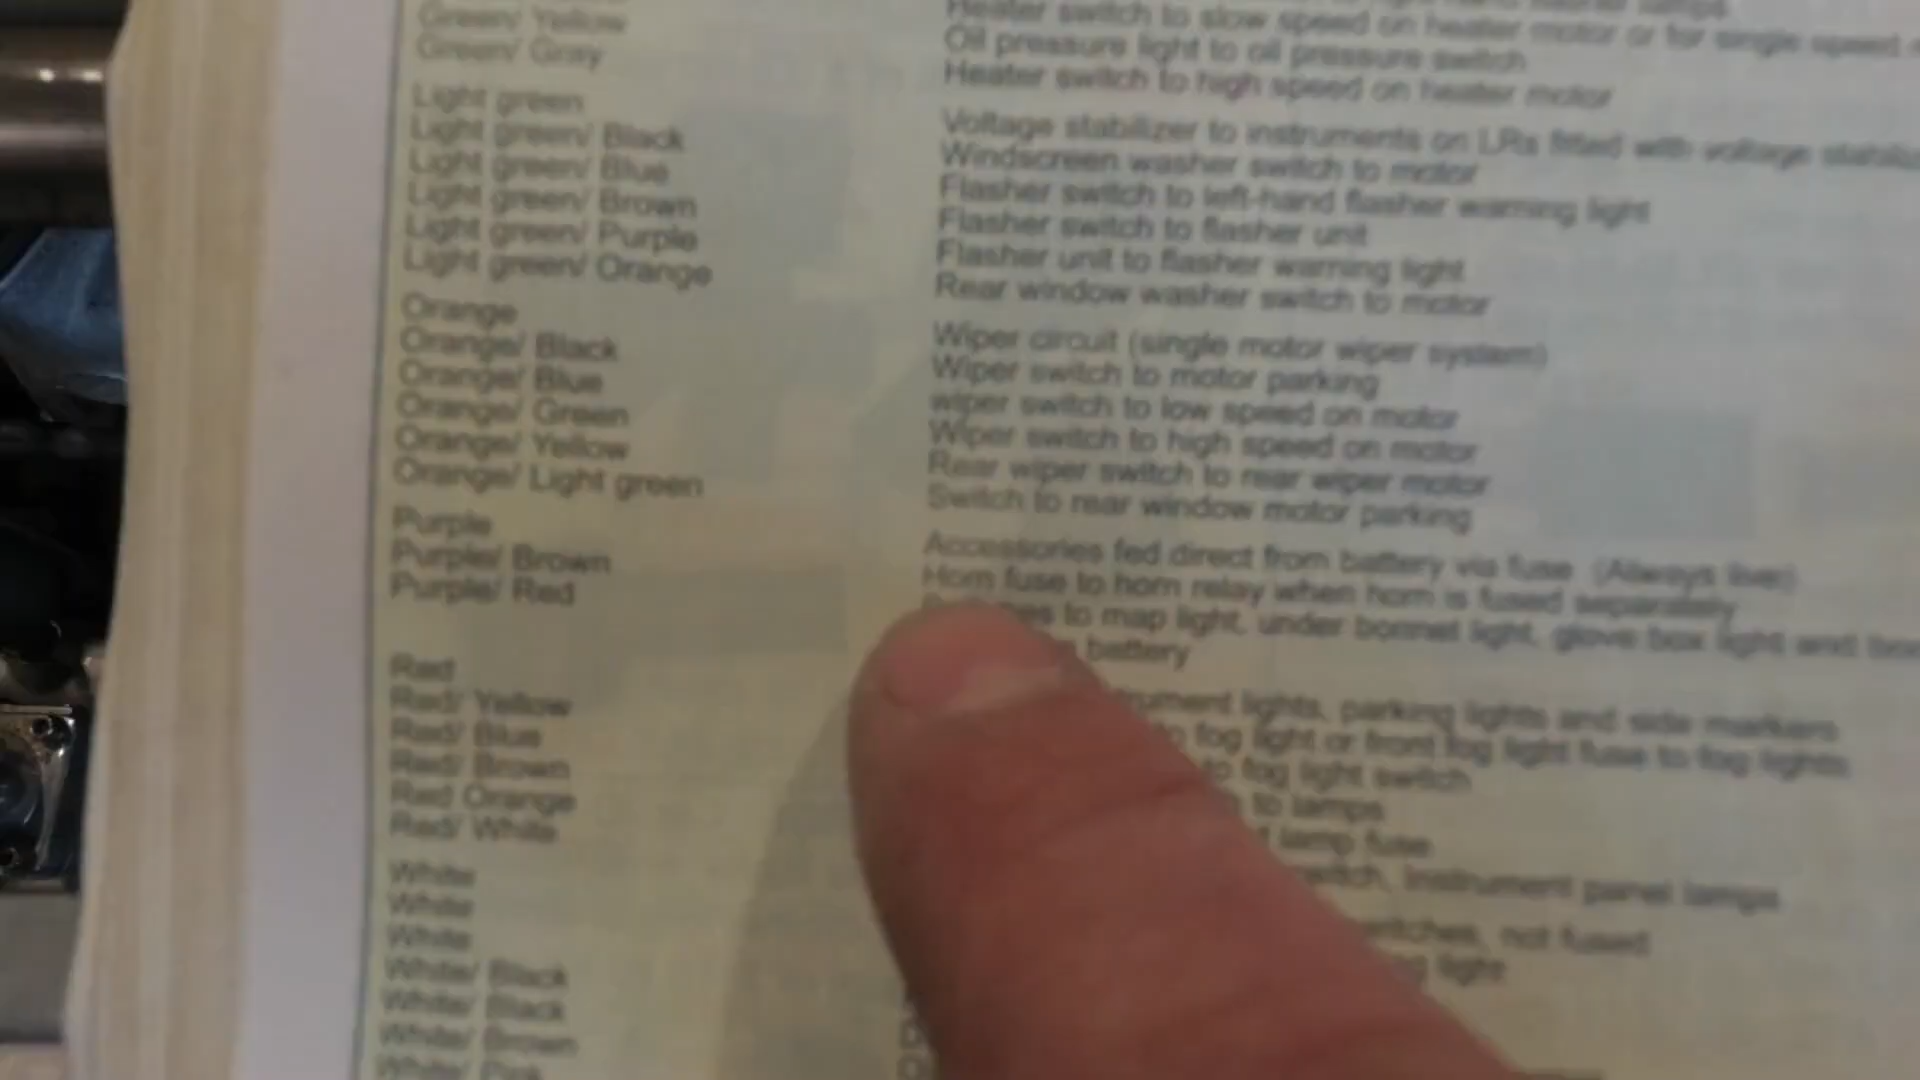 Green/ Yellow
Heater switch to slow speed on heater motor or for single speed
Green/ Gray
Oil pressure light to oil pressure switch
Heater switch to high speed on heater motor
Light green
Voltage stabilizer to instruments on LRs fitted with voltage
Light green/ Black
Windscreen washer switch to motor
Light green/ Blue
Flasher switch to left-hand flasher warning light
Light green/ Brown
Flasher switch to flasher unit
Light green/ Purple
Flasher unit to flasher warning light
Light green/ Orange
Rear window washer switch to motor
Orange
Wiper circuit (single motor wiper system)
Orange/ Black
Wiper switch to motor parking
Orange/ Blue
wiper switch to low speed on motor
Orange/ Green
Wiper switch to high speed on motor
Orange/ Yellow
Rear wiper switch to rear wiper motor
Orange/ Light green
Switch to rear window motor parking
Purple
Accessories fed direct from battery via fuse (Always live)
Purple/ Brown
Horn fuse to horn relay when horn is fused separately
Purple/ Red
to map light, under bonnet light, glove box light and
battery
Red
lights, parking lights and side markers
Red/ Yellow
fog light or front fog light fuse to fog lights
Red/ Blue
to fog light switch
Red/ Brown
to lamps
Red Orange
lamp fuse
Red/ White
instrument panel lamps
White
White
not fused
White
light
White/ Black
White/ Black
White/ Brown
White/ Pink